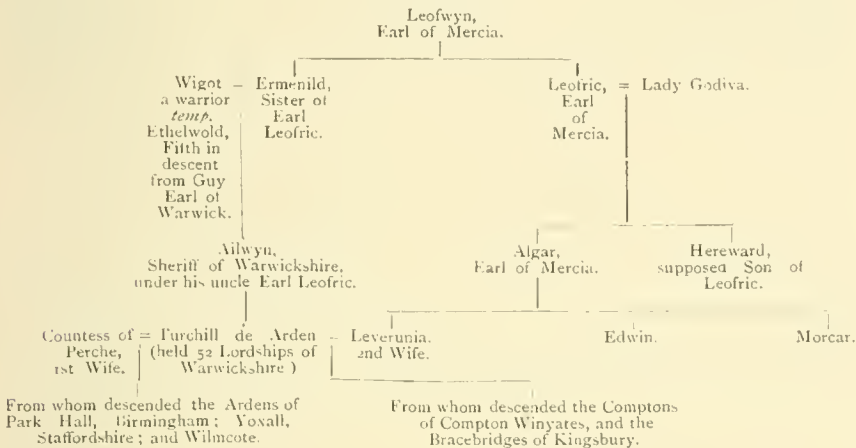 Leofwyn,
Earl of Mercia.
Wigot = Ermenild,
a warrior Sister of
temp. Earl
Ethelwold, Leofric.
Fifth in
descent
from Guy
Earl of
Warwick.
Leofric, = Lady Godiva.
Earl
of
Mercia.
Ailwyn,
Sheriff of Warwickshire,
under his uncle Earl Leofric.
Algar,
Earl of Mercia.
Hereward,
supposed Son of
Leofric.
Countess of = Turchill de Arden = Leverunia.
Perche, (held 52 Lordships of 2nd Wife.
1st Wife. Warwickshire)
Edwin.
Morcar.
From whom descended the Ardens of
Park Hall, Birmingham; Yoxall,
Staffordshire; and Wilmcote.
From whom descended the Comptons
of Compton Winyates, and the
Bracebridges of Kingsbury.